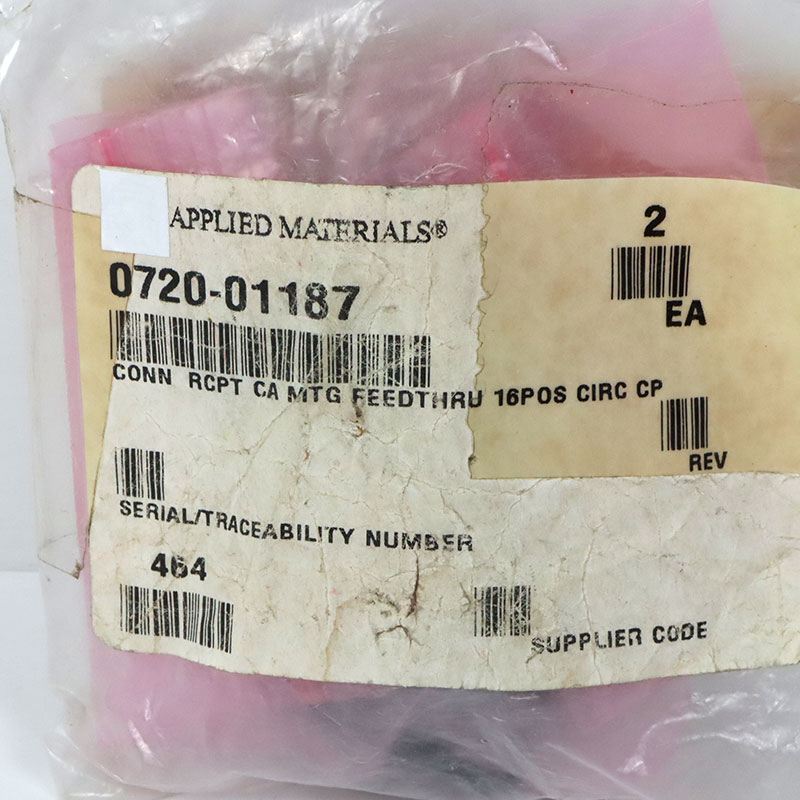 APPLIED MATERIALS®
2
EA
0720-01187
CONN RCPT CA MTG FEEDTHRU 16POS CIRC CP
REV
SERIAL/TRACEABILITY NUMBER
464
SUPPLIER CODE